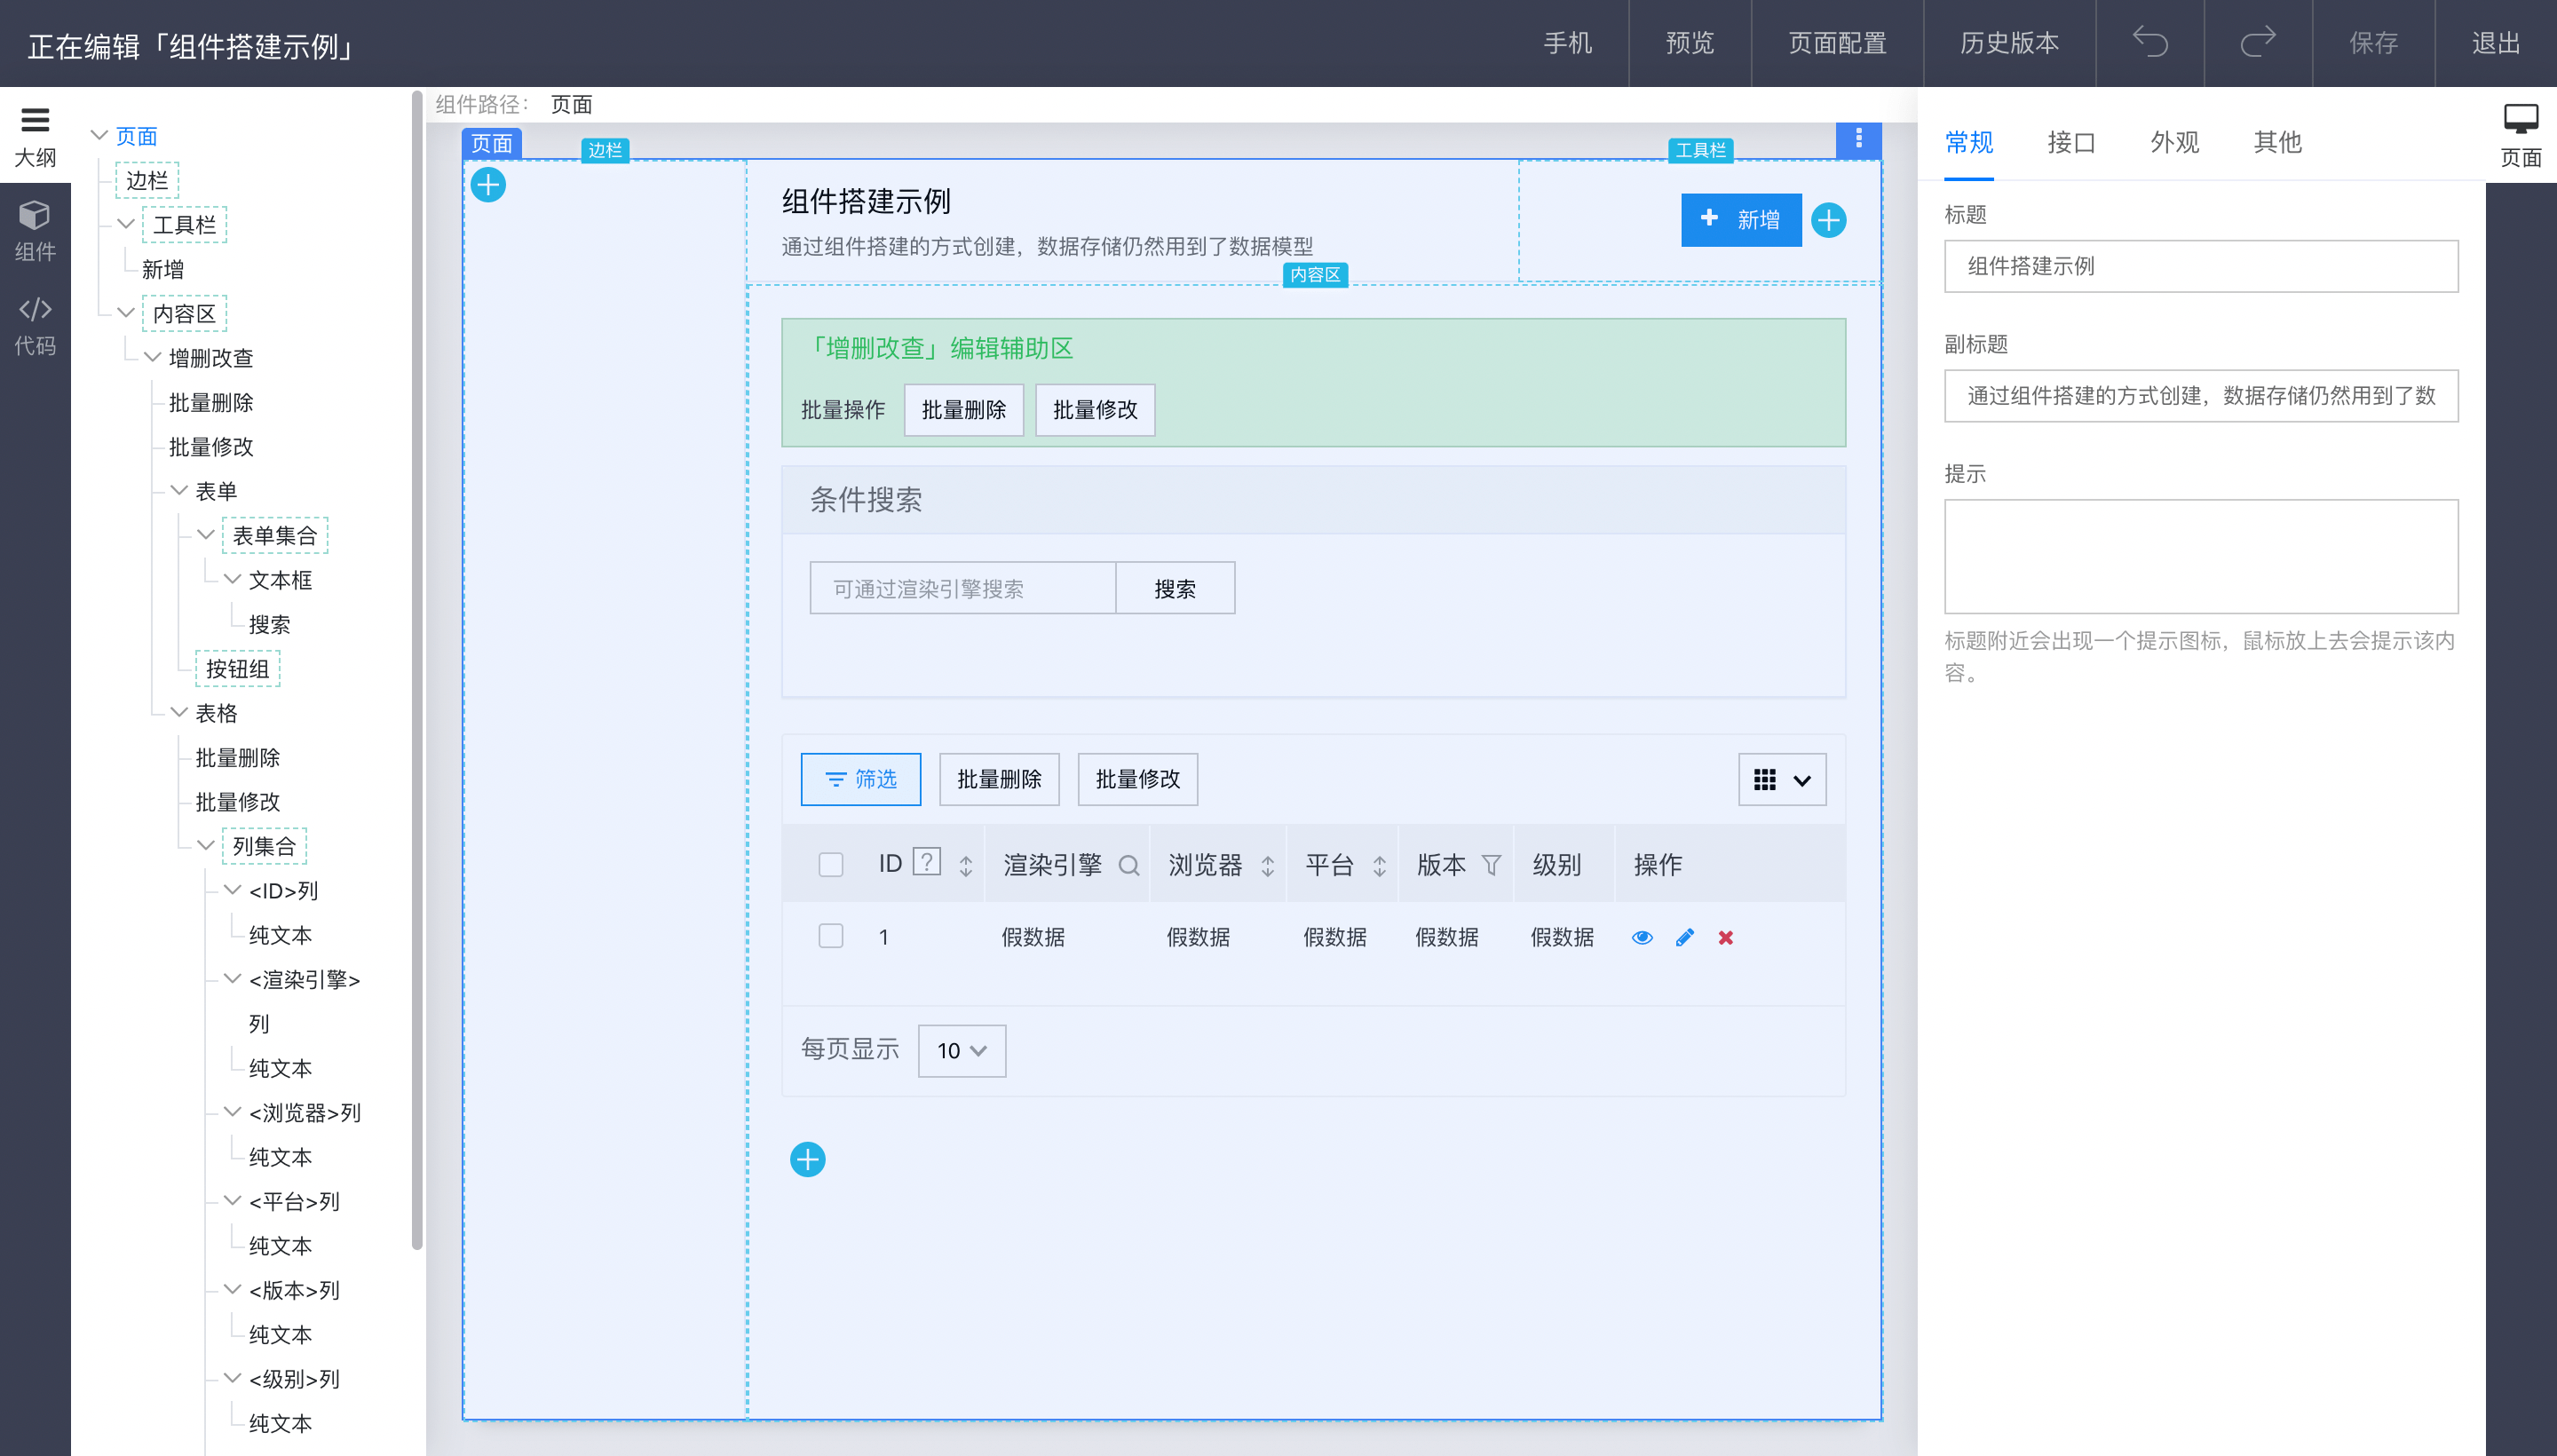 正在编辑「组件搭建示例」
手机
预览
页面配置
历史版本
保存
退出
大纲
组件
代码
页面
边栏
工具栏
新增
内容区
增删改查
批量删除
批量修改
表单
表单集合
文本框
搜索
按钮组
表格
批量删除
批量修改
列集合
<ID>列
纯文本
<渲染引擎>
列
纯文本
<浏览器>列
纯文本
<平台>列
纯文本
<版本>列
纯文本
<级别>列
纯文本
组件路径： 页面
页面
边栏
工具栏
组件搭建示例
通过组件搭建的方式创建，数据存储仍然用到了数据模型
新增
内容区
「增删改查」编辑辅助区
批量操作 批量删除 批量修改
条件搜索
可通过渲染引擎搜索 搜索
筛选 批量删除 批量修改
ID ? 渲染引擎 浏览器 平台 版本 级别 操作
1 假数据 假数据 假数据 假数据 假数据
每页显示 10
常规 接口 外观 其他
标题
组件搭建示例
副标题
通过组件搭建的方式创建，数据存储仍然用到了数
提示
标题附近会出现一个提示图标，鼠标放上去会提示该内
容。
页面